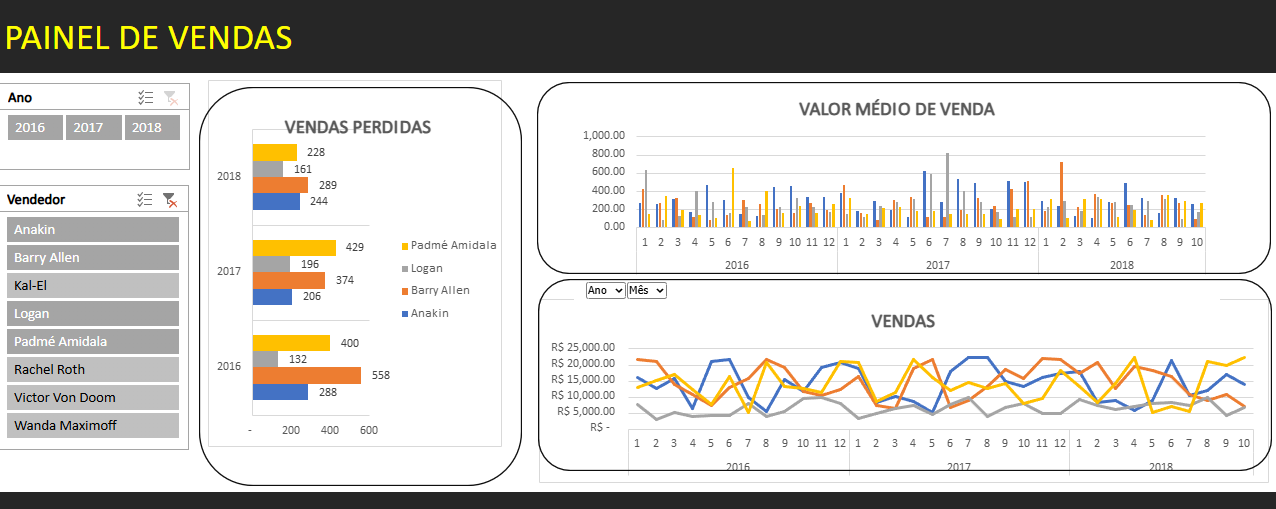 PAINEL DE VENDAS
Ano
2016 2017 2018
Vendedor
Anakin
Barry Allen
Kal-El
Logan
Padmé Amidala
Rachel Roth
Victor Von Doom
Wanda Maximoff
VENDAS PERDIDAS
2018
228
161
289
244
2017
429
196
374
206
2016
400
132
558
288
- 200 400 600
Padmé Amidala
Logan
Barry Allen
Anakin
VALOR MÉDIO DE VENDA
1,000.00
800.00
600.00
400.00
200.00
0.00
1 2 3 4 5 6 7 8 9 10 11 12 1 2 3 4 5 6 7 8 9 10 11 12 1 2 3 4 5 6 7 8 9 10
2016 2017 2018
Ano Mês
VENDAS
R$ 25,000.00
R$ 20,000.00
R$ 15,000.00
R$ 10,000.00
R$ 5,000.00
R$ -
1 2 3 4 5 6 7 8 9 10 11 12 1 2 3 4 5 6 7 8 9 10 11 12 1 2 3 4 5 6 7 8 9 10
2016 2017 2018